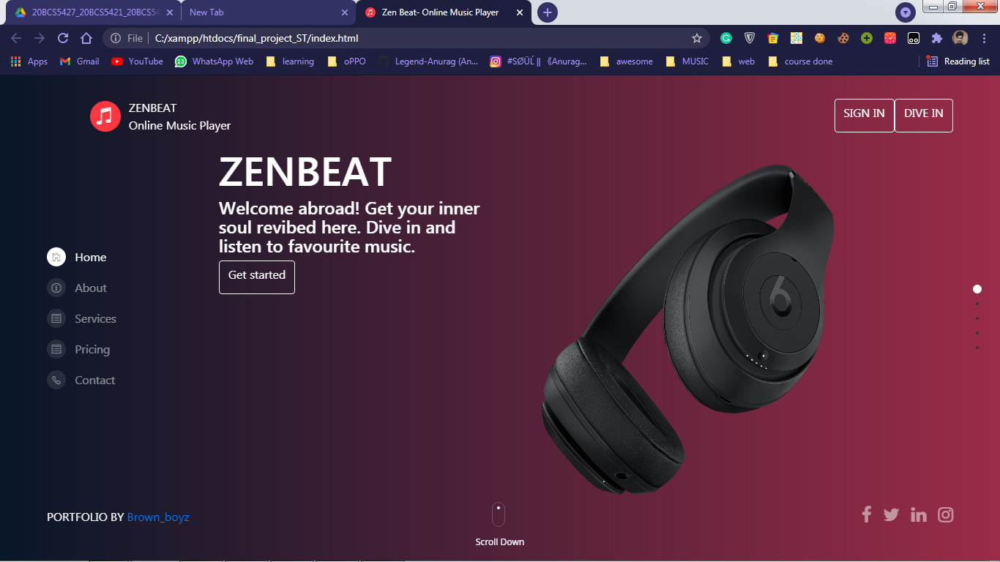 20BCS5427_20BCS5421_20BCS54
New Tab
Zen Beat- Online Music Player
File
C:/xampp/htdocs/final_project_ST/index.html
Apps
Gmail
YouTube
23
WhatsApp Web
learning
oPPO
Legend-Anurag (An...
#SØÜĹ ‖ 《Anurag...
awesome
MUSIC
web
course done
Reading list
ZENBEAT
Online Music Player
SIGN IN
DIVE IN
ZENBEAT
Welcome abroad! Get your inner
soul revibed here. Dive in and
listen to favourite music.
Get started
Home
About
Services
Pricing
Contact
PORTFOLIO BY Brown_boyz
Scroll Down